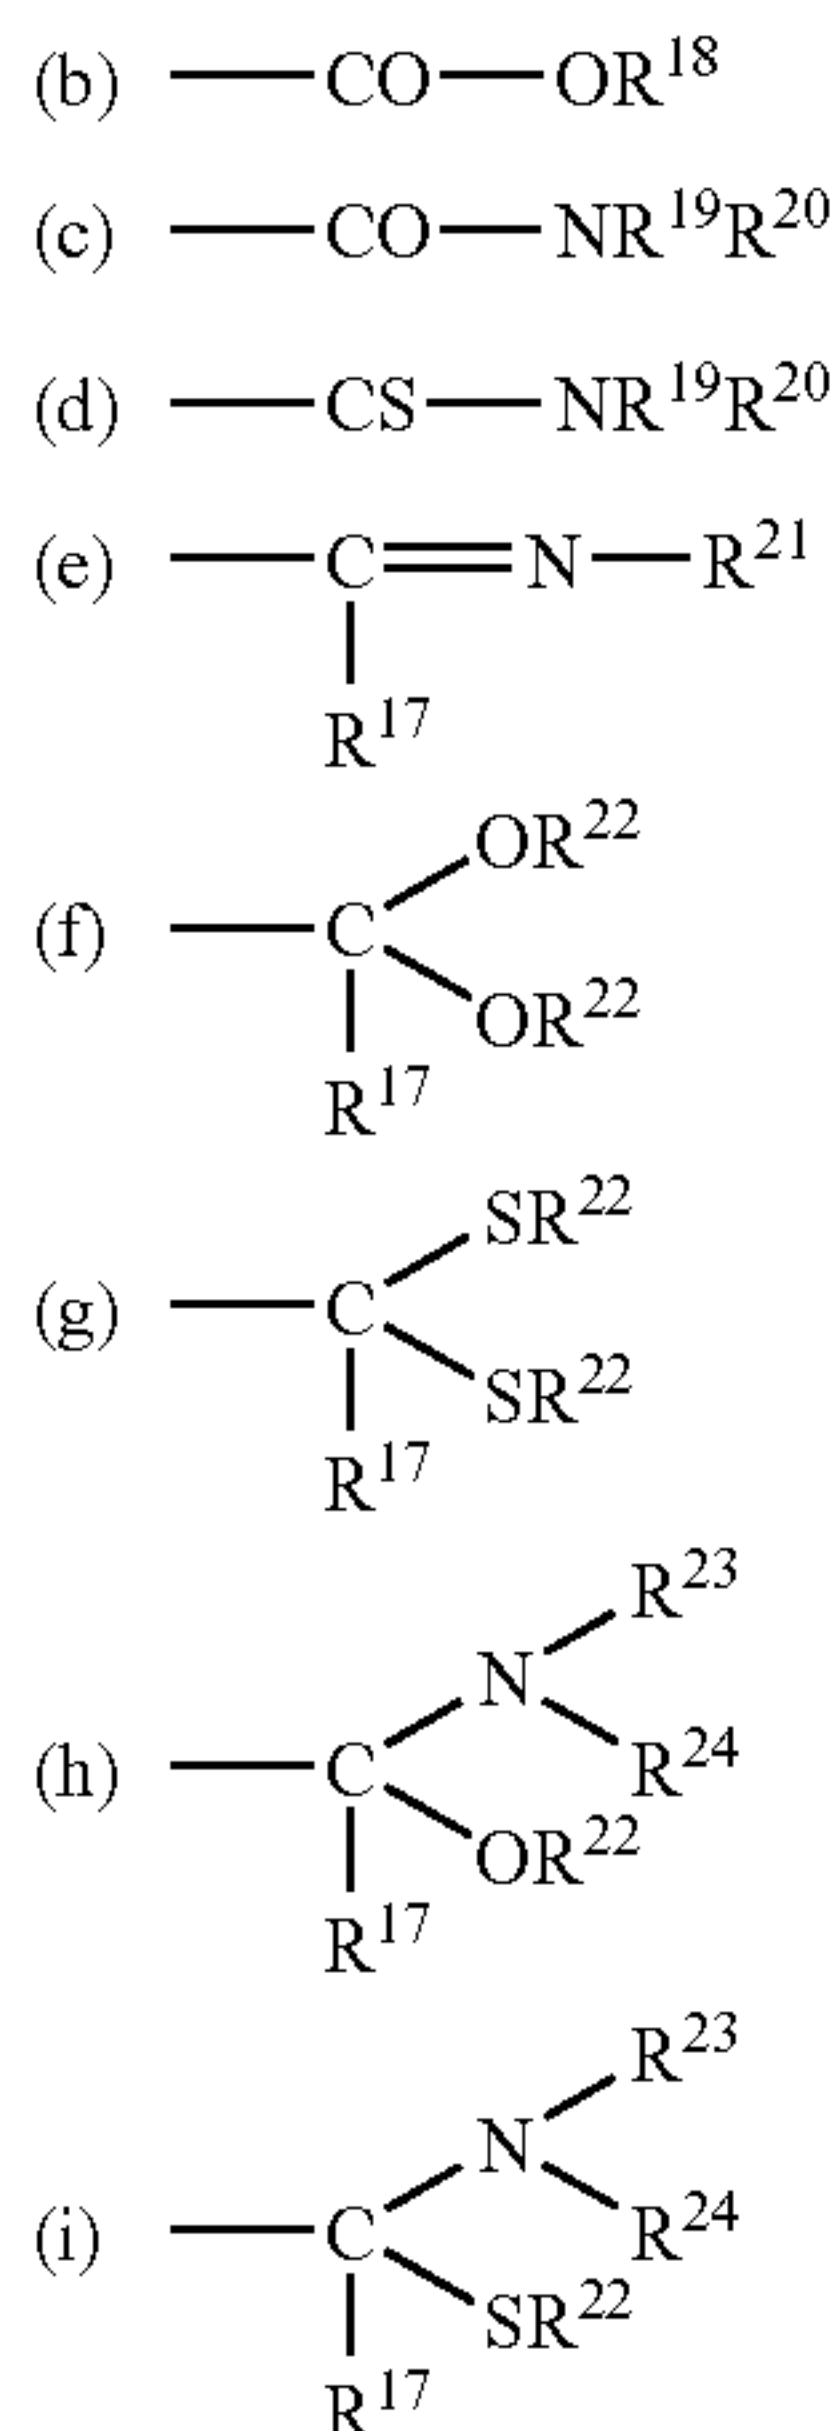 (b) —CO—OR¹⁸
(c) —CO—NR¹⁹R²⁰
(d) —CS—NR¹⁹R²⁰
(e) —C=N—R²¹
R¹⁷
OR²²
(f) —C
OR²²
R¹⁷
SR²²
(g) —C
SR²²
R¹⁷
R²³
N
(h) —C
R²⁴
OR²²
R¹⁷
R²³
N
(i) —C
R²⁴
SR²²
R¹⁷